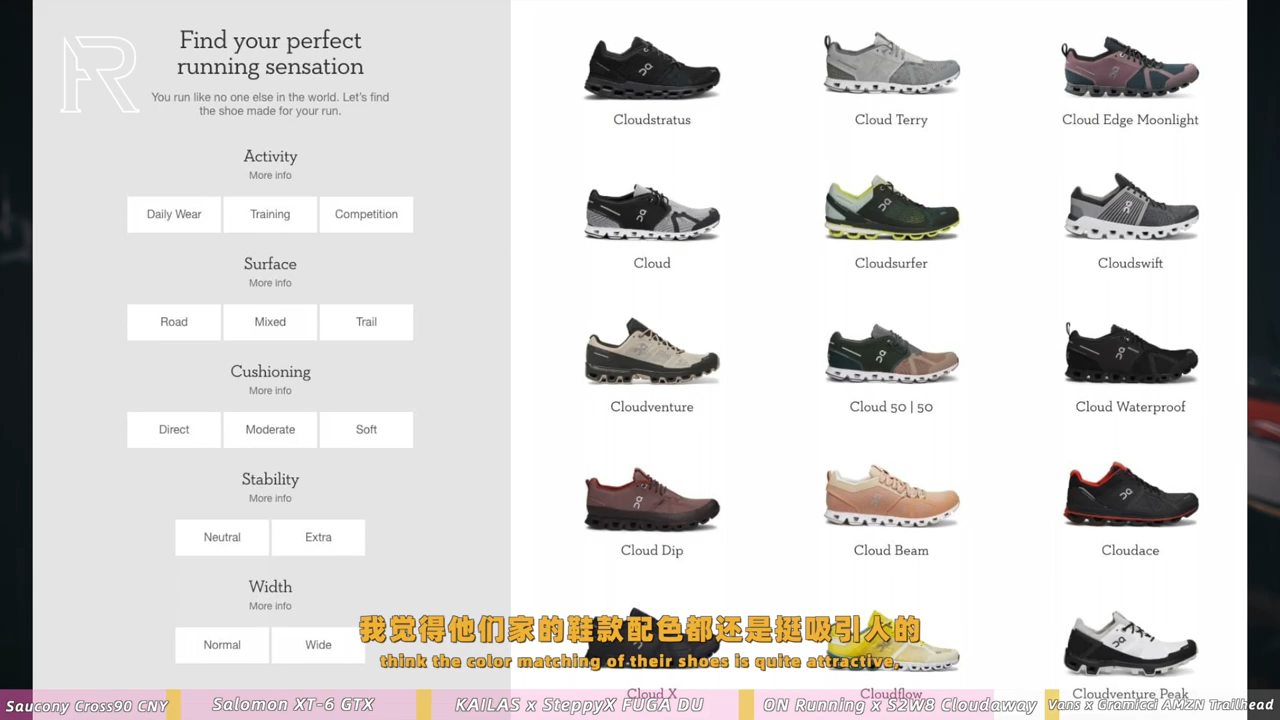 Find your perfect
running sensation
You run like no one else in the world. Let's find
the shoe made for your run.
Activity
More info
Daily Wear
Training
Competition
Surface
More info
Road
Mixed
Trail
Cushioning
More info
Direct
Moderate
Soft
Stability
More info
Neutral
Extra
Width
More info
Normal
Wide
Cloudstratus
Cloud Terry
Cloud Edge Moonlight
Cloud
Cloudsurfer
Cloudswift
Cloudventure
Cloud 50 | 50
Cloud Waterproof
Cloud Dip
Cloud Beam
Cloudace
Cloud X
Cloudflow
Cloudventure Peak
我觉得他们家的鞋款配色都还是挺吸引人的
think the color matching of their shoes is quite attractive,
Saucony Cross90 CNY
Salomon XT-6 GTX
KAILAS x SteppyX FUGA DU
ON Running x S2W8 Cloudaway
Vans x Gramicci AMZN Trailhead